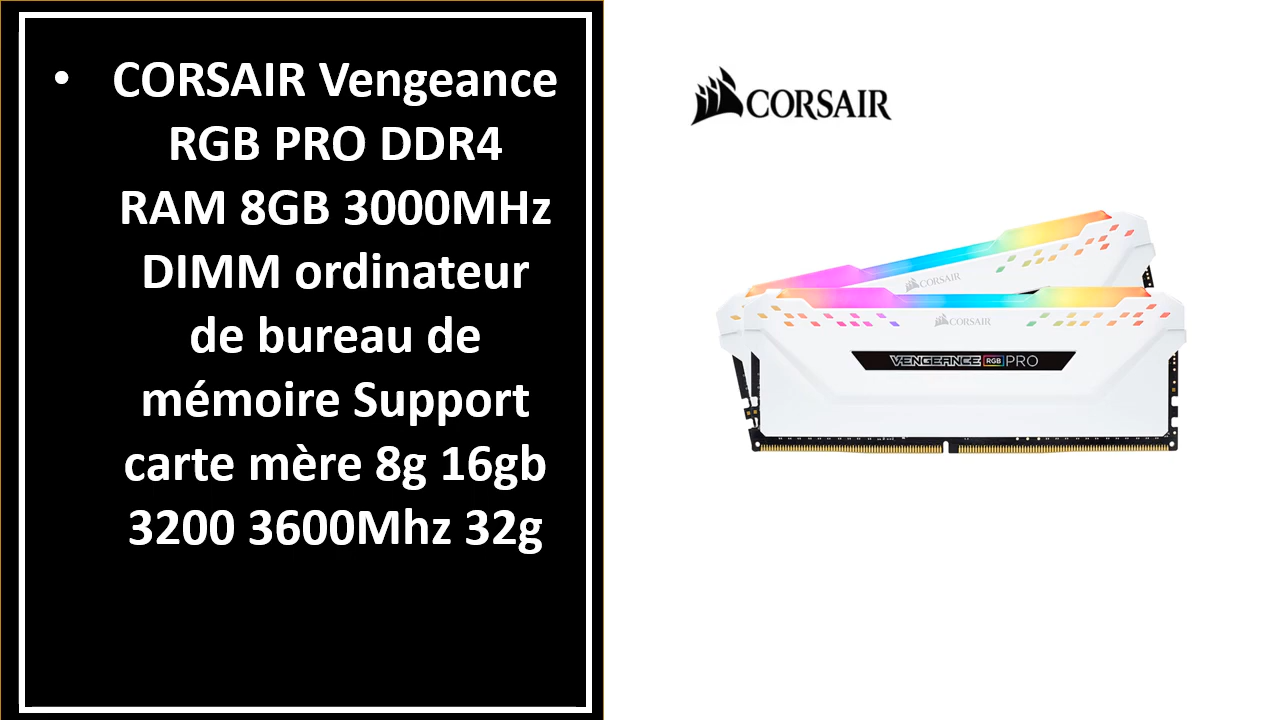 • CORSAIR Vengeance
RGB PRO DDR4
RAM 8GB 3000MHz
DIMM ordinateur
de bureau de
mémoire Support
carte mère 8g 16gb
3200 3600Mhz 32g
CORSAIR
CORSAIR
CORSAIR
VENGEANCE RGB PRO